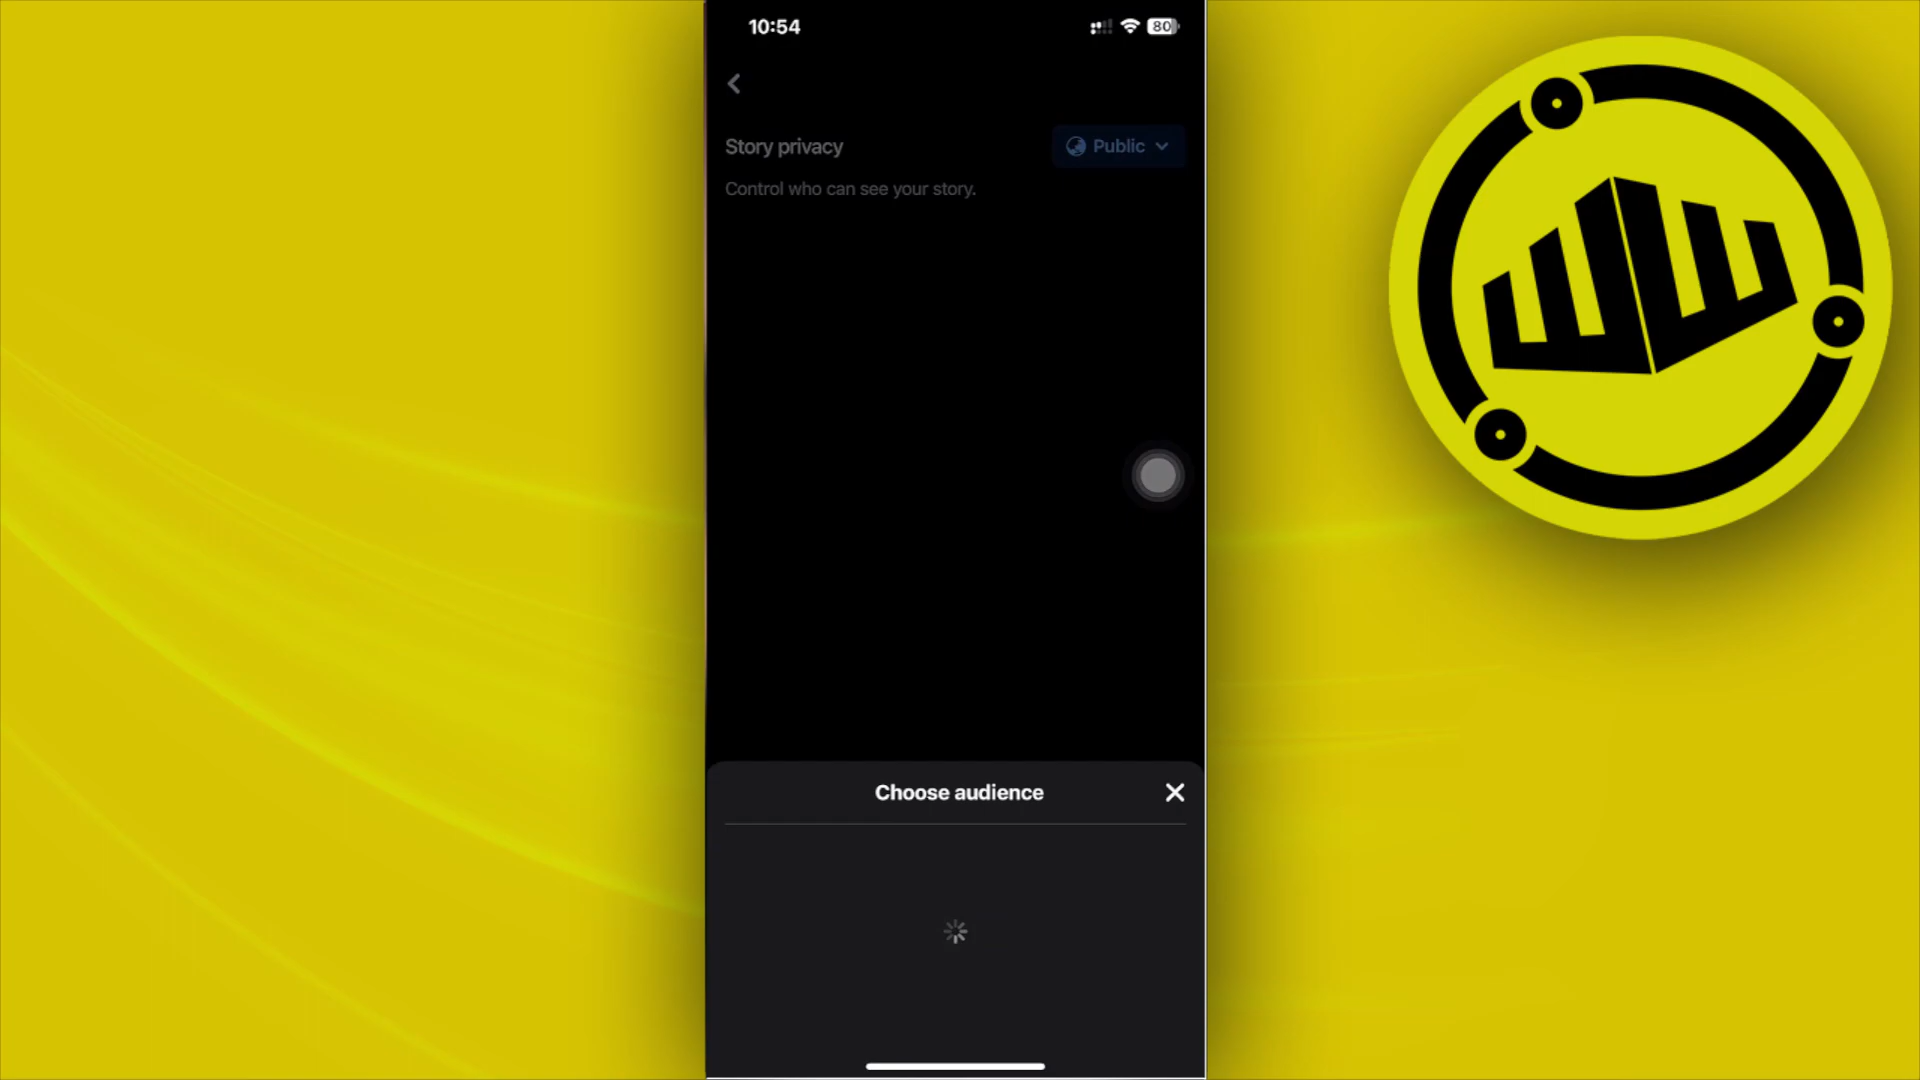 10:54
80
Story privacy
Public
Control who can see your story.
Choose audience